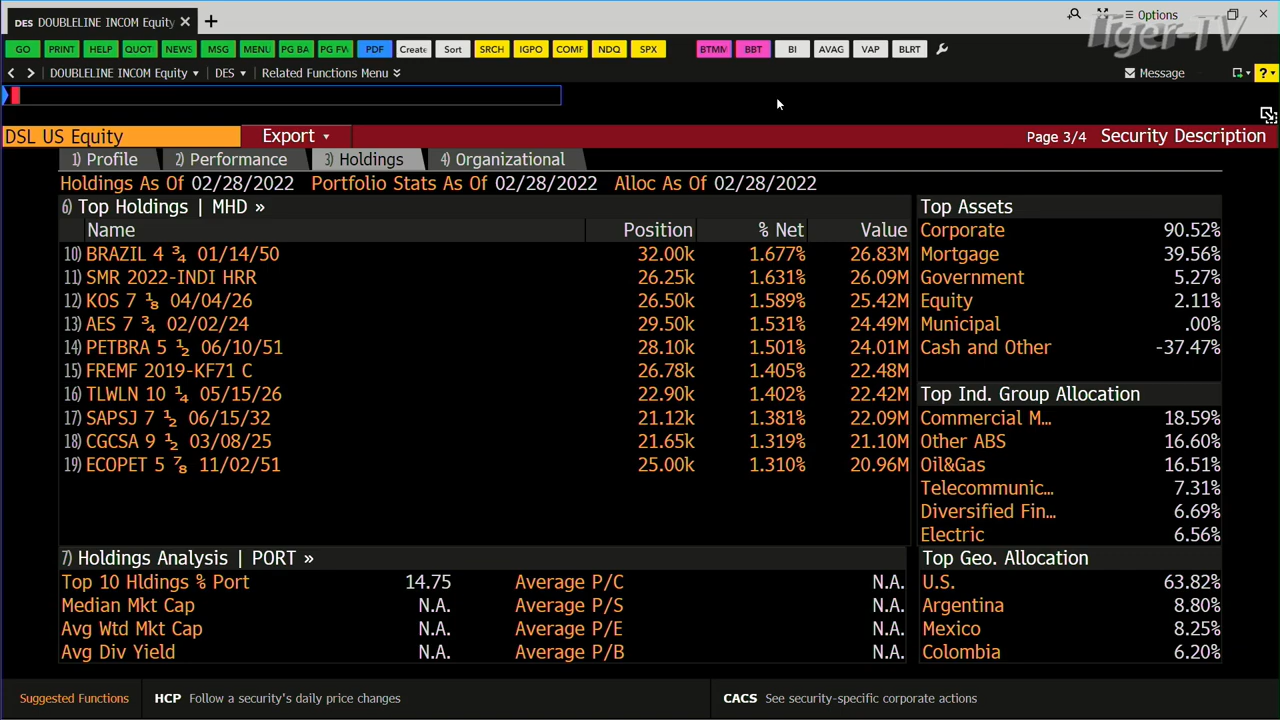 DES DOUBLELINE INCOM Equity
Options
Tiger-TV
GO PRINT HELP QUOT NEWS MSG MENU PG BA PG FW PDF Create Sort SRCH IGPO COMF NDQ SPX BTMM BBT BI AVAG VAP BLRT
DOUBLELINE INCOM Equity DES Related Functions Menu Message ?
DSL US Equity Export Page 3/4 Security Description
1) Profile 2) Performance 3) Holdings 4) Organizational
Holdings As Of 02/28/2022 Portfolio Stats As Of 02/28/2022 Alloc As Of 02/28/2022
6) Top Holdings | MHD »
Name Position % Net Value
10) BRAZIL 4 ¾ 01/14/50 32.00k 1.677% 26.83M
11) SMR 2022-INDI HRR 26.25k 1.631% 26.09M
12) KOS 7 ⅛ 04/04/26 26.50k 1.589% 25.42M
13) AES 7 ¾ 02/02/24 29.50k 1.531% 24.49M
14) PETBRA 5 ½ 06/10/51 28.10k 1.501% 24.01M
15) FREMF 2019-KF71 C 26.78k 1.405% 22.48M
16) TLWLN 10 ¼ 05/15/26 22.90k 1.402% 22.42M
17) SAPSJ 7 ½ 06/15/32 21.12k 1.381% 22.09M
18) CGCSA 9 ½ 03/08/25 21.65k 1.319% 21.10M
19) ECOPET 5 ⅞ 11/02/51 25.00k 1.310% 20.96M
Top Assets
Corporate 90.52%
Mortgage 39.56%
Government 5.27%
Equity 2.11%
Municipal .00%
Cash and Other -37.47%
Top Ind. Group Allocation
Commercial M... 18.59%
Other ABS 16.60%
Oil&Gas 16.51%
Telecommunic... 7.31%
Diversified Fin... 6.69%
Electric 6.56%
7) Holdings Analysis | PORT »
Top 10 Hldings % Port 14.75 Average P/C N.A.
Median Mkt Cap N.A. Average P/S N.A.
Avg Wtd Mkt Cap N.A. Average P/E N.A.
Avg Div Yield N.A. Average P/B N.A.
Top Geo. Allocation
U.S. 63.82%
Argentina 8.80%
Mexico 8.25%
Colombia 6.20%
Suggested Functions HCP Follow a security's daily price changes CACS See security-specific corporate actions